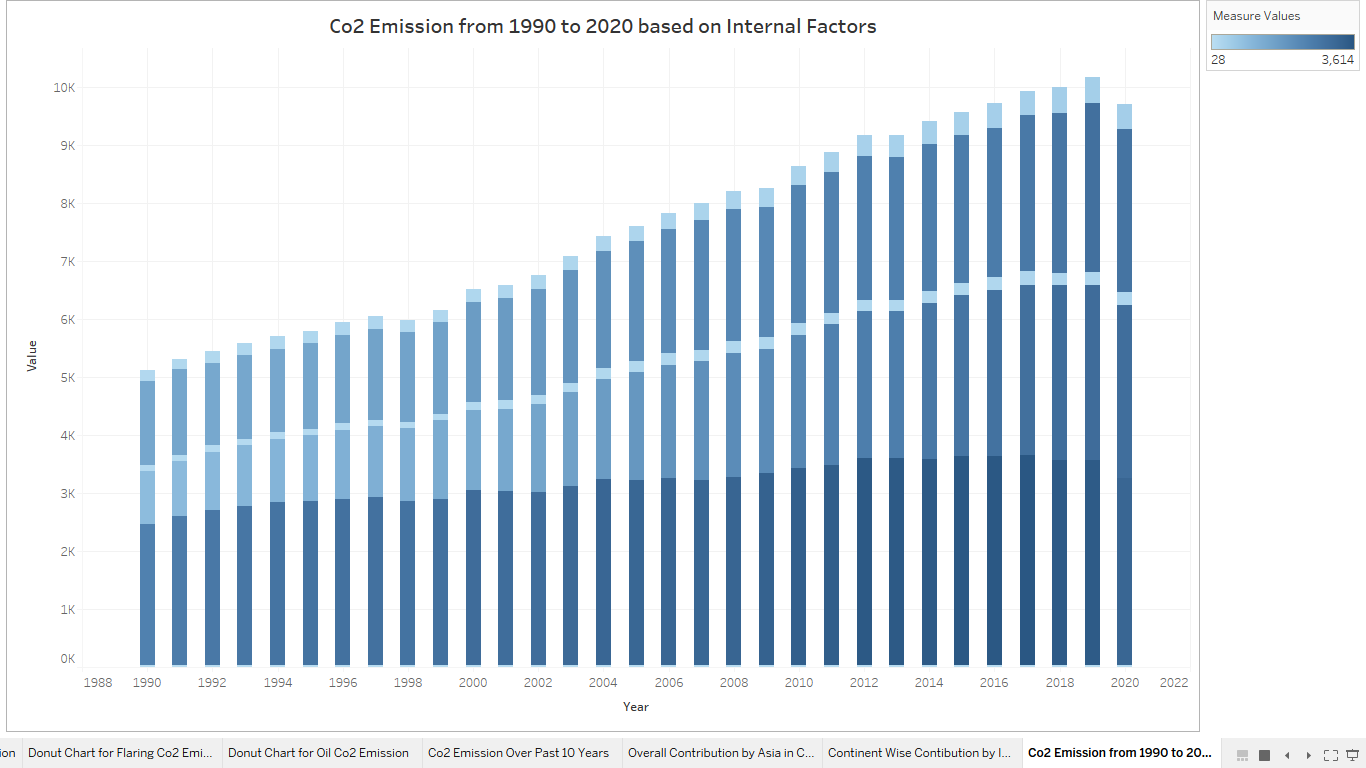 Co2 Emission from 1990 to 2020 based on Internal Factors
Measure Values
28 3,614
10K
9K
8K
7K
6K
5K
4K
3K
2K
1K
0K
Value
1988 1990 1992 1994 1996 1998 2000 2002 2004 2006 2008 2010 2012 2014 2016 2018 2020 2022
Year
ion Donut Chart for Flaring Co2 Emi... Donut Chart for Oil Co2 Emission Co2 Emission Over Past 10 Years Overall Contribution by Asia in C... Continent Wise Contibution by I... Co2 Emission from 1990 to 20...